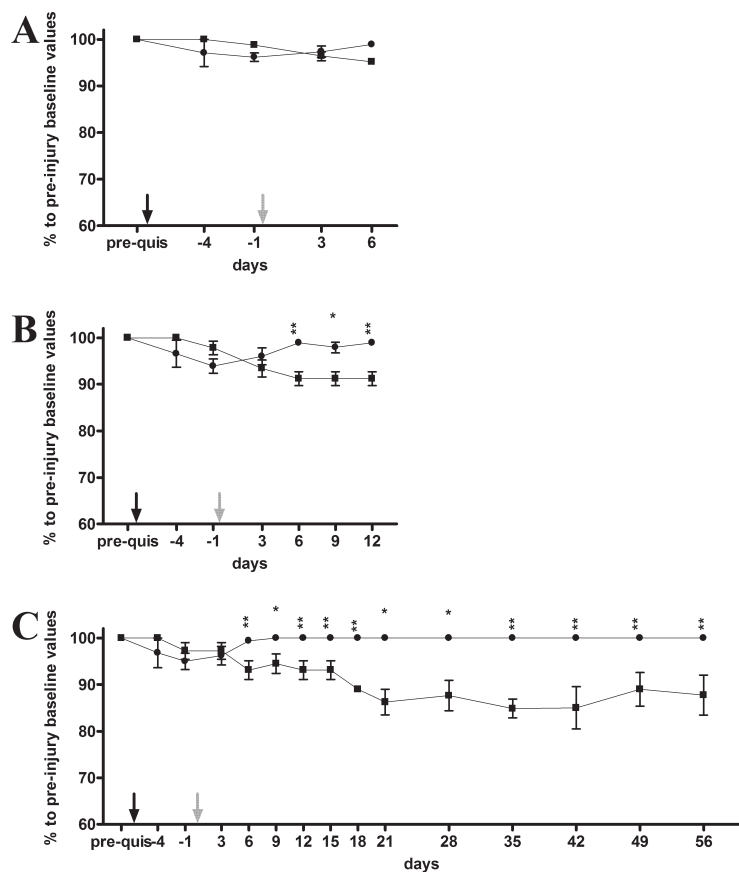 A
% to pre-injury baseline values
100
90
80
70
60
pre-quis -4 -1 3 6
days
B
% to pre-injury baseline values
100
90
80
70
60
** * **
pre-quis -4 -1 3 6 9 12
days
C
% to pre-injury baseline values
100
90
80
70
60
** * ** ** ** * * ** ** ** **
pre-quis -4 -1 3 6 9 12 15 18 21 28 35 42 49 56
days